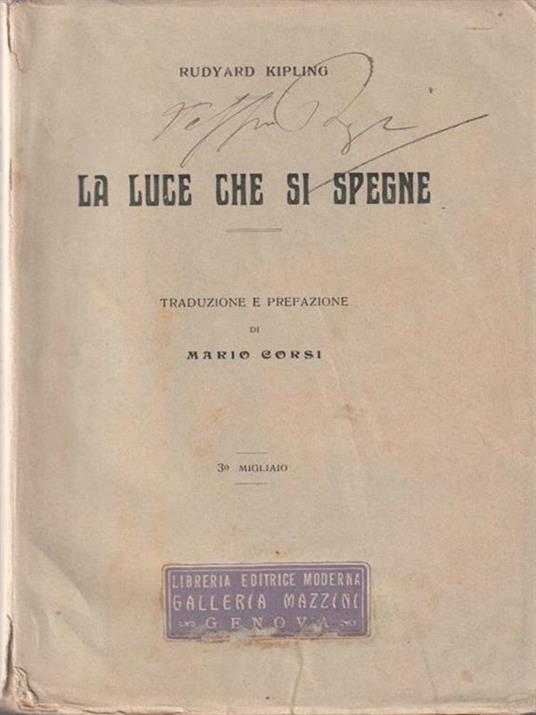 RUDYARD KIPLING
LA LUCE CHE SI SPEGNE
TRADUZIONE E PREFAZIONE
DI
MARIO CORSI
3º MIGLIAIO
LIBRERIA EDITRICE MODERNA
GALLERIA MAZZINI
GENOVA